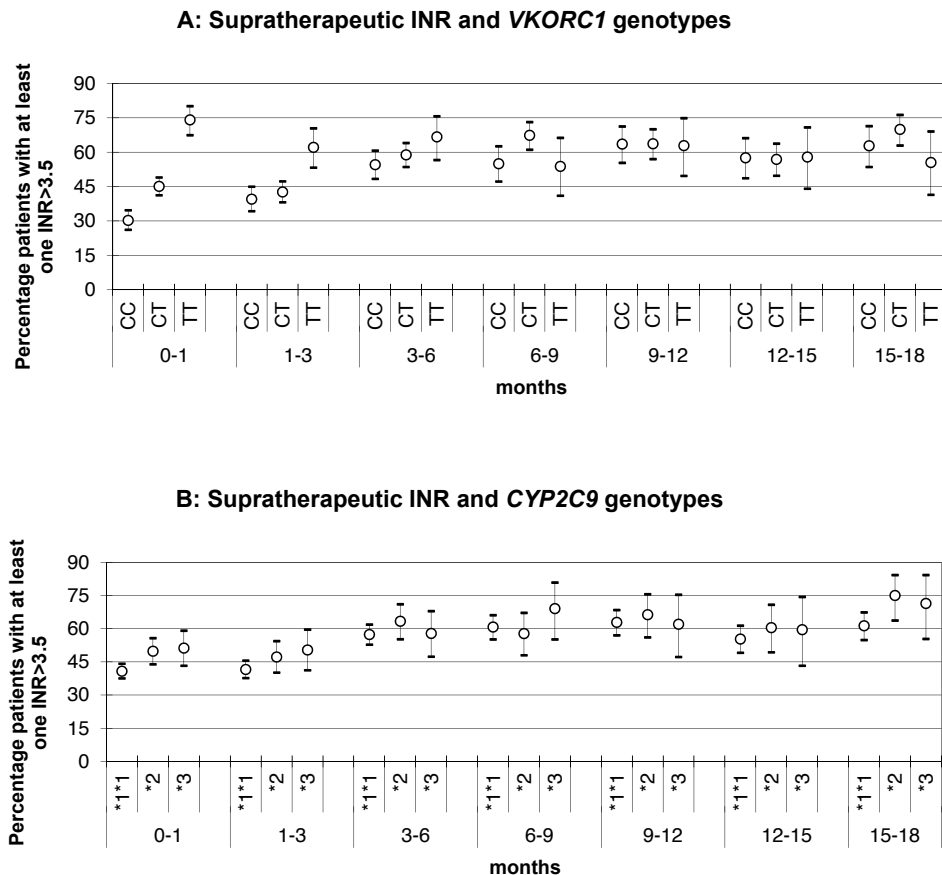 A: Supratherapeutic INR and VKORC1 genotypes
Percentage patients with at least
one INR>3.5
90
75
60
45
30
15
0
CC CT TT CC CT TT CC CT TT CC CT TT CC CT TT CC CT TT CC CT TT
0-1 1-3 3-6 6-9 9-12 12-15 15-18
months
B: Supratherapeutic INR and CYP2C9 genotypes
Percentage patients with at least
one INR>3.5
90
75
60
45
30
15
0
*1*1 *2 *3 *1*1 *2 *3 *1*1 *2 *3 *1*1 *2 *3 *1*1 *2 *3 *1*1 *2 *3 *1*1 *2 *3
0-1 1-3 3-6 6-9 9-12 12-15 15-18
months